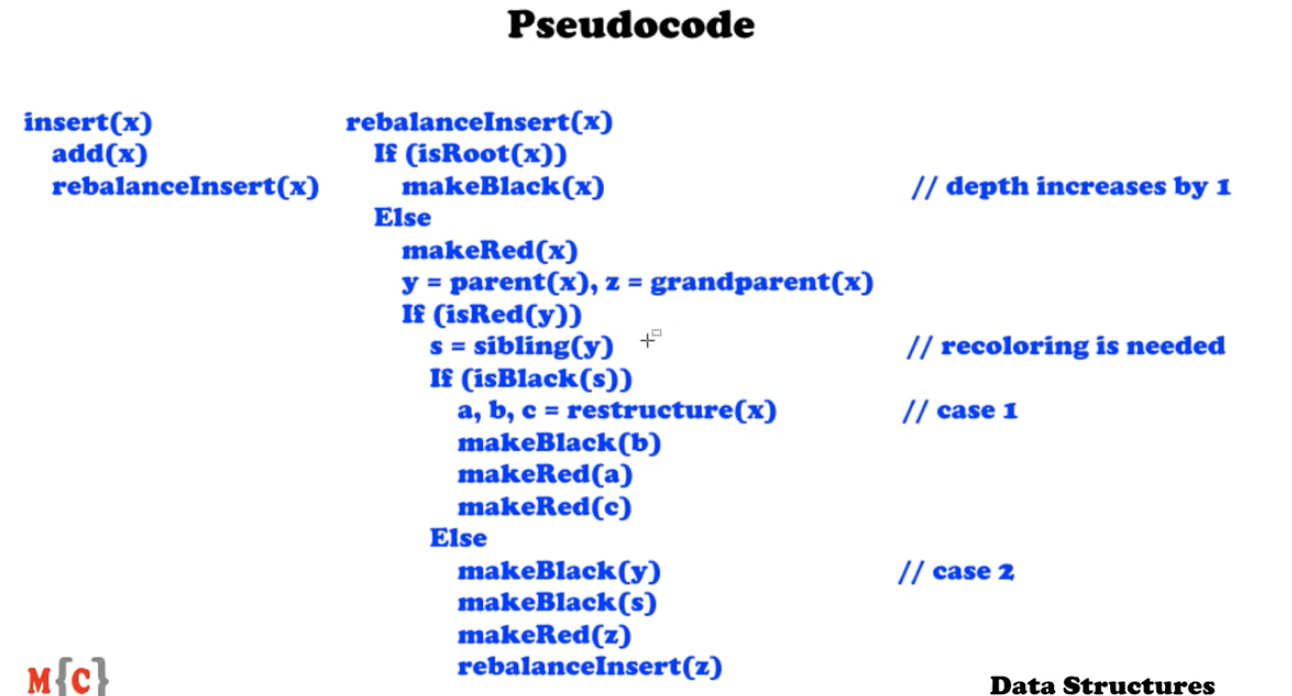 Pseudocode
insert(x)
add(x)
rebalanceInsert(x)
rebalanceInsert(x)
If (isRoot(x))
makeBlack(x) // depth increases by 1
Else
makeRed(x)
y = parent(x), z = grandparent(x)
If (isRed(y))
s = sibling(y) // recoloring is needed
If (isBlack(s))
a, b, c = restructure(x) // case 1
makeBlack(b)
makeRed(a)
makeRed(c)
Else
makeBlack(y) // case 2
makeBlack(s)
makeRed(z)
rebalanceInsert(z)
M{C}
Data Structures